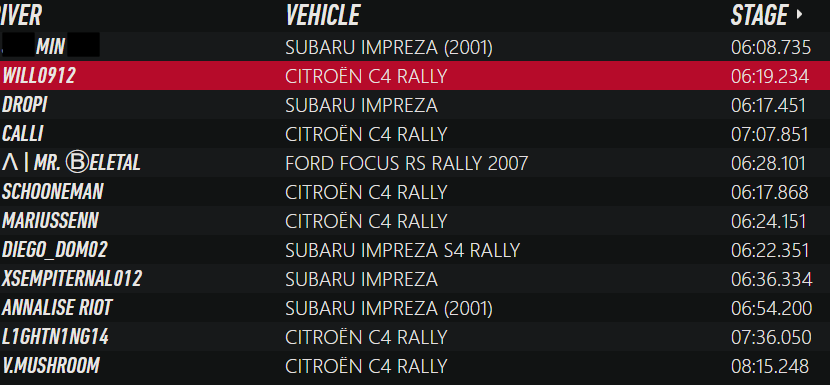 IVER VEHICLE STAGE
MIN SUBARU IMPREZA (2001) 06:08.735
WILL0912 CITROËN C4 RALLY 06:19.234
DROPI SUBARU IMPREZA 06:17.451
CALLI CITROËN C4 RALLY 07:07.851
Λ | MR. ⒷELETAL FORD FOCUS RS RALLY 2007 06:28.101
SCHOONEMAN CITROËN C4 RALLY 06:17.868
MARIUSSENN CITROËN C4 RALLY 06:24.151
DIEGO_DOM02 SUBARU IMPREZA S4 RALLY 06:22.351
XSEMPITERNAL012 SUBARU IMPREZA 06:36.334
ANNALISE RIOT SUBARU IMPREZA (2001) 06:54.200
L1GHTN1NG14 CITROËN C4 RALLY 07:36.050
V.MUSHROOM CITROËN C4 RALLY 08:15.248